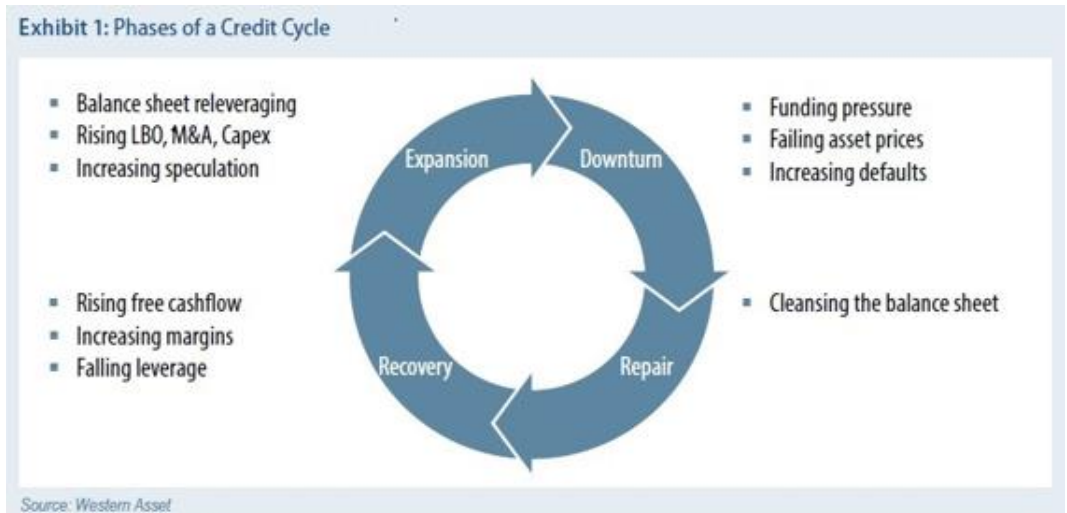 Exhibit 1: Phases of a Credit Cycle
▪ Balance sheet releveraging
▪ Rising LBO, M&A, Capex
▪ Increasing speculation
Expansion
Downturn
▪ Funding pressure
▪ Failing asset prices
▪ Increasing defaults
▪ Rising free cashflow
▪ Increasing margins
▪ Falling leverage
Recovery
Repair
▪ Cleansing the balance sheet
Source: Western Asset